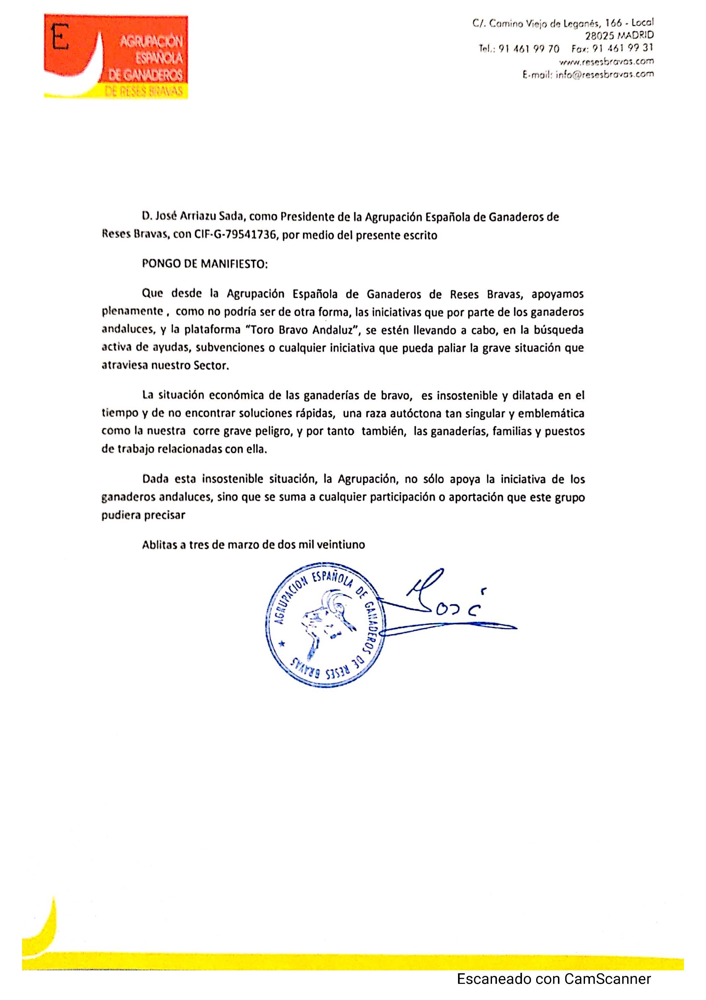 E
AGRUPACIÓN
ESPAÑOLA
DE GANADEROS
DE RESES BRAVAS
C/. Camino Viejo de Leganés, 166 - Local
28025 MADRID
Tel.: 91 461 99 70 Fax: 91 461 99 31
www.resesbravas.com
E-mail: info@resesbravas.com
D. José Arriazu Sada, como Presidente de la Agrupación Española de Ganaderos de
Reses Bravas, con CIF-G-79541736, por medio del presente escrito
PONGO DE MANIFIESTO:
Que desde la Agrupación Española de Ganaderos de Reses Bravas, apoyamos
plenamente , como no podría ser de otra forma, las iniciativas que por parte de los ganaderos
andaluces, y la plataforma “Toro Bravo Andaluz”, se estén llevando a cabo, en la búsqueda
activa de ayudas, subvenciones o cualquier iniciativa que pueda paliar la grave situación que
atraviesa nuestro Sector.
La situación económica de las ganaderías de bravo, es insostenible y dilatada en el
tiempo y de no encontrar soluciones rápidas, una raza autóctona tan singular y emblemática
como la nuestra corre grave peligro, y por tanto también, las ganaderías, familias y puestos
de trabajo relacionadas con ella.
Dada esta insostenible situación, la Agrupación, no sólo apoya la iniciativa de los
ganaderos andaluces, sino que se suma a cualquier participación o aportación que este grupo
pudiera precisar
Ablitas a tres de marzo de dos mil veintiuno
AGRUPACION ESPAÑOLA DE GANADEROS DE RESES BRAVAS ★
José
Escaneado con CamScanner